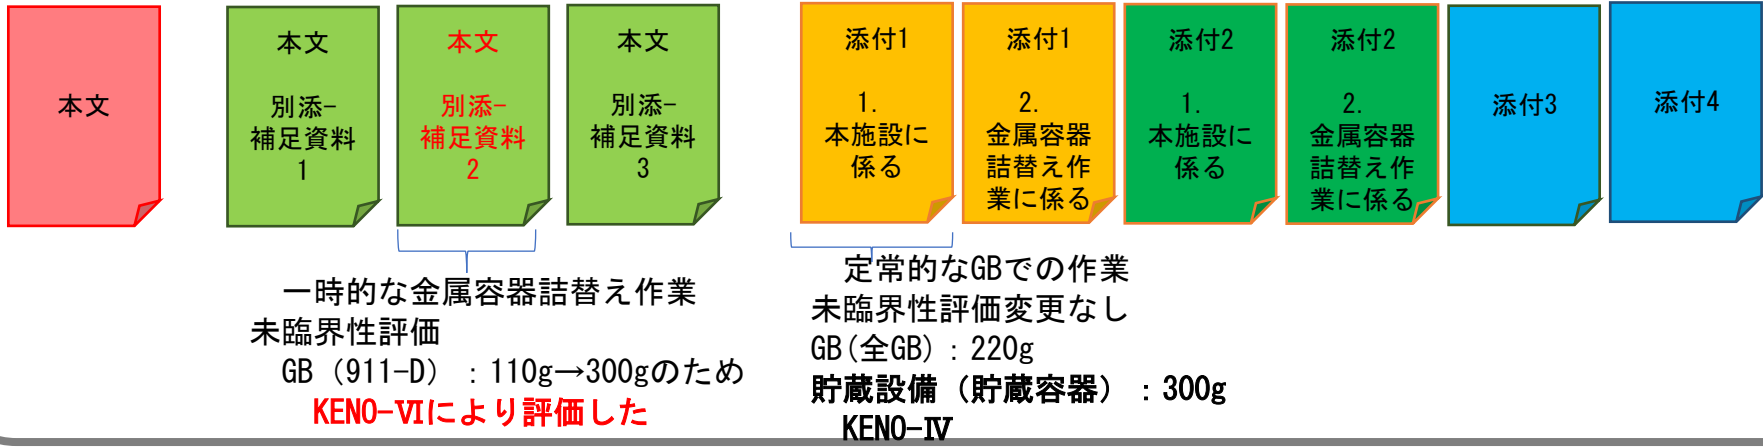 本文
本文
別添-
補足資料
1
本文
別添-
補足資料
2
本文
別添-
補足資料
3
添付1
1.
本施設に
係る
添付1
2.
金属容器
詰替え作
業に係る
添付2
1.
本施設に
係る
添付2
2.
金属容器
詰替え作
業に係る
添付3
添付4
一時的な金属容器詰替え作業
未臨界性評価
GB（911-D）：110g→300gのため
KENO-Ⅵにより評価した
定常的なGBでの作業
未臨界性評価変更なし
GB(全GB)：220g
貯蔵設備（貯蔵容器）：300g
KENO-Ⅳ